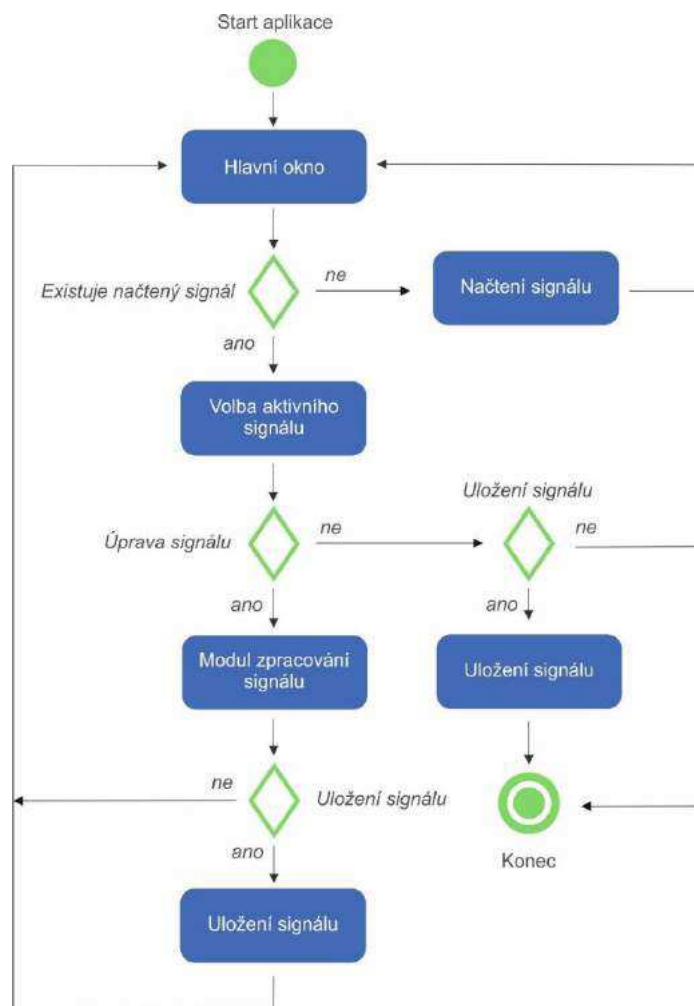 Start aplikace
Hlavní okno
Existuje načtený signál
ne
Načtení signálu
ano
Volba aktivního
signálu
Uložení signálu
Úprava signálu
ne
ne
ano
ano
Modul zpracování
signálu
Uložení signálu
ne
Uložení signálu
ano
Konec
Uložení signálu